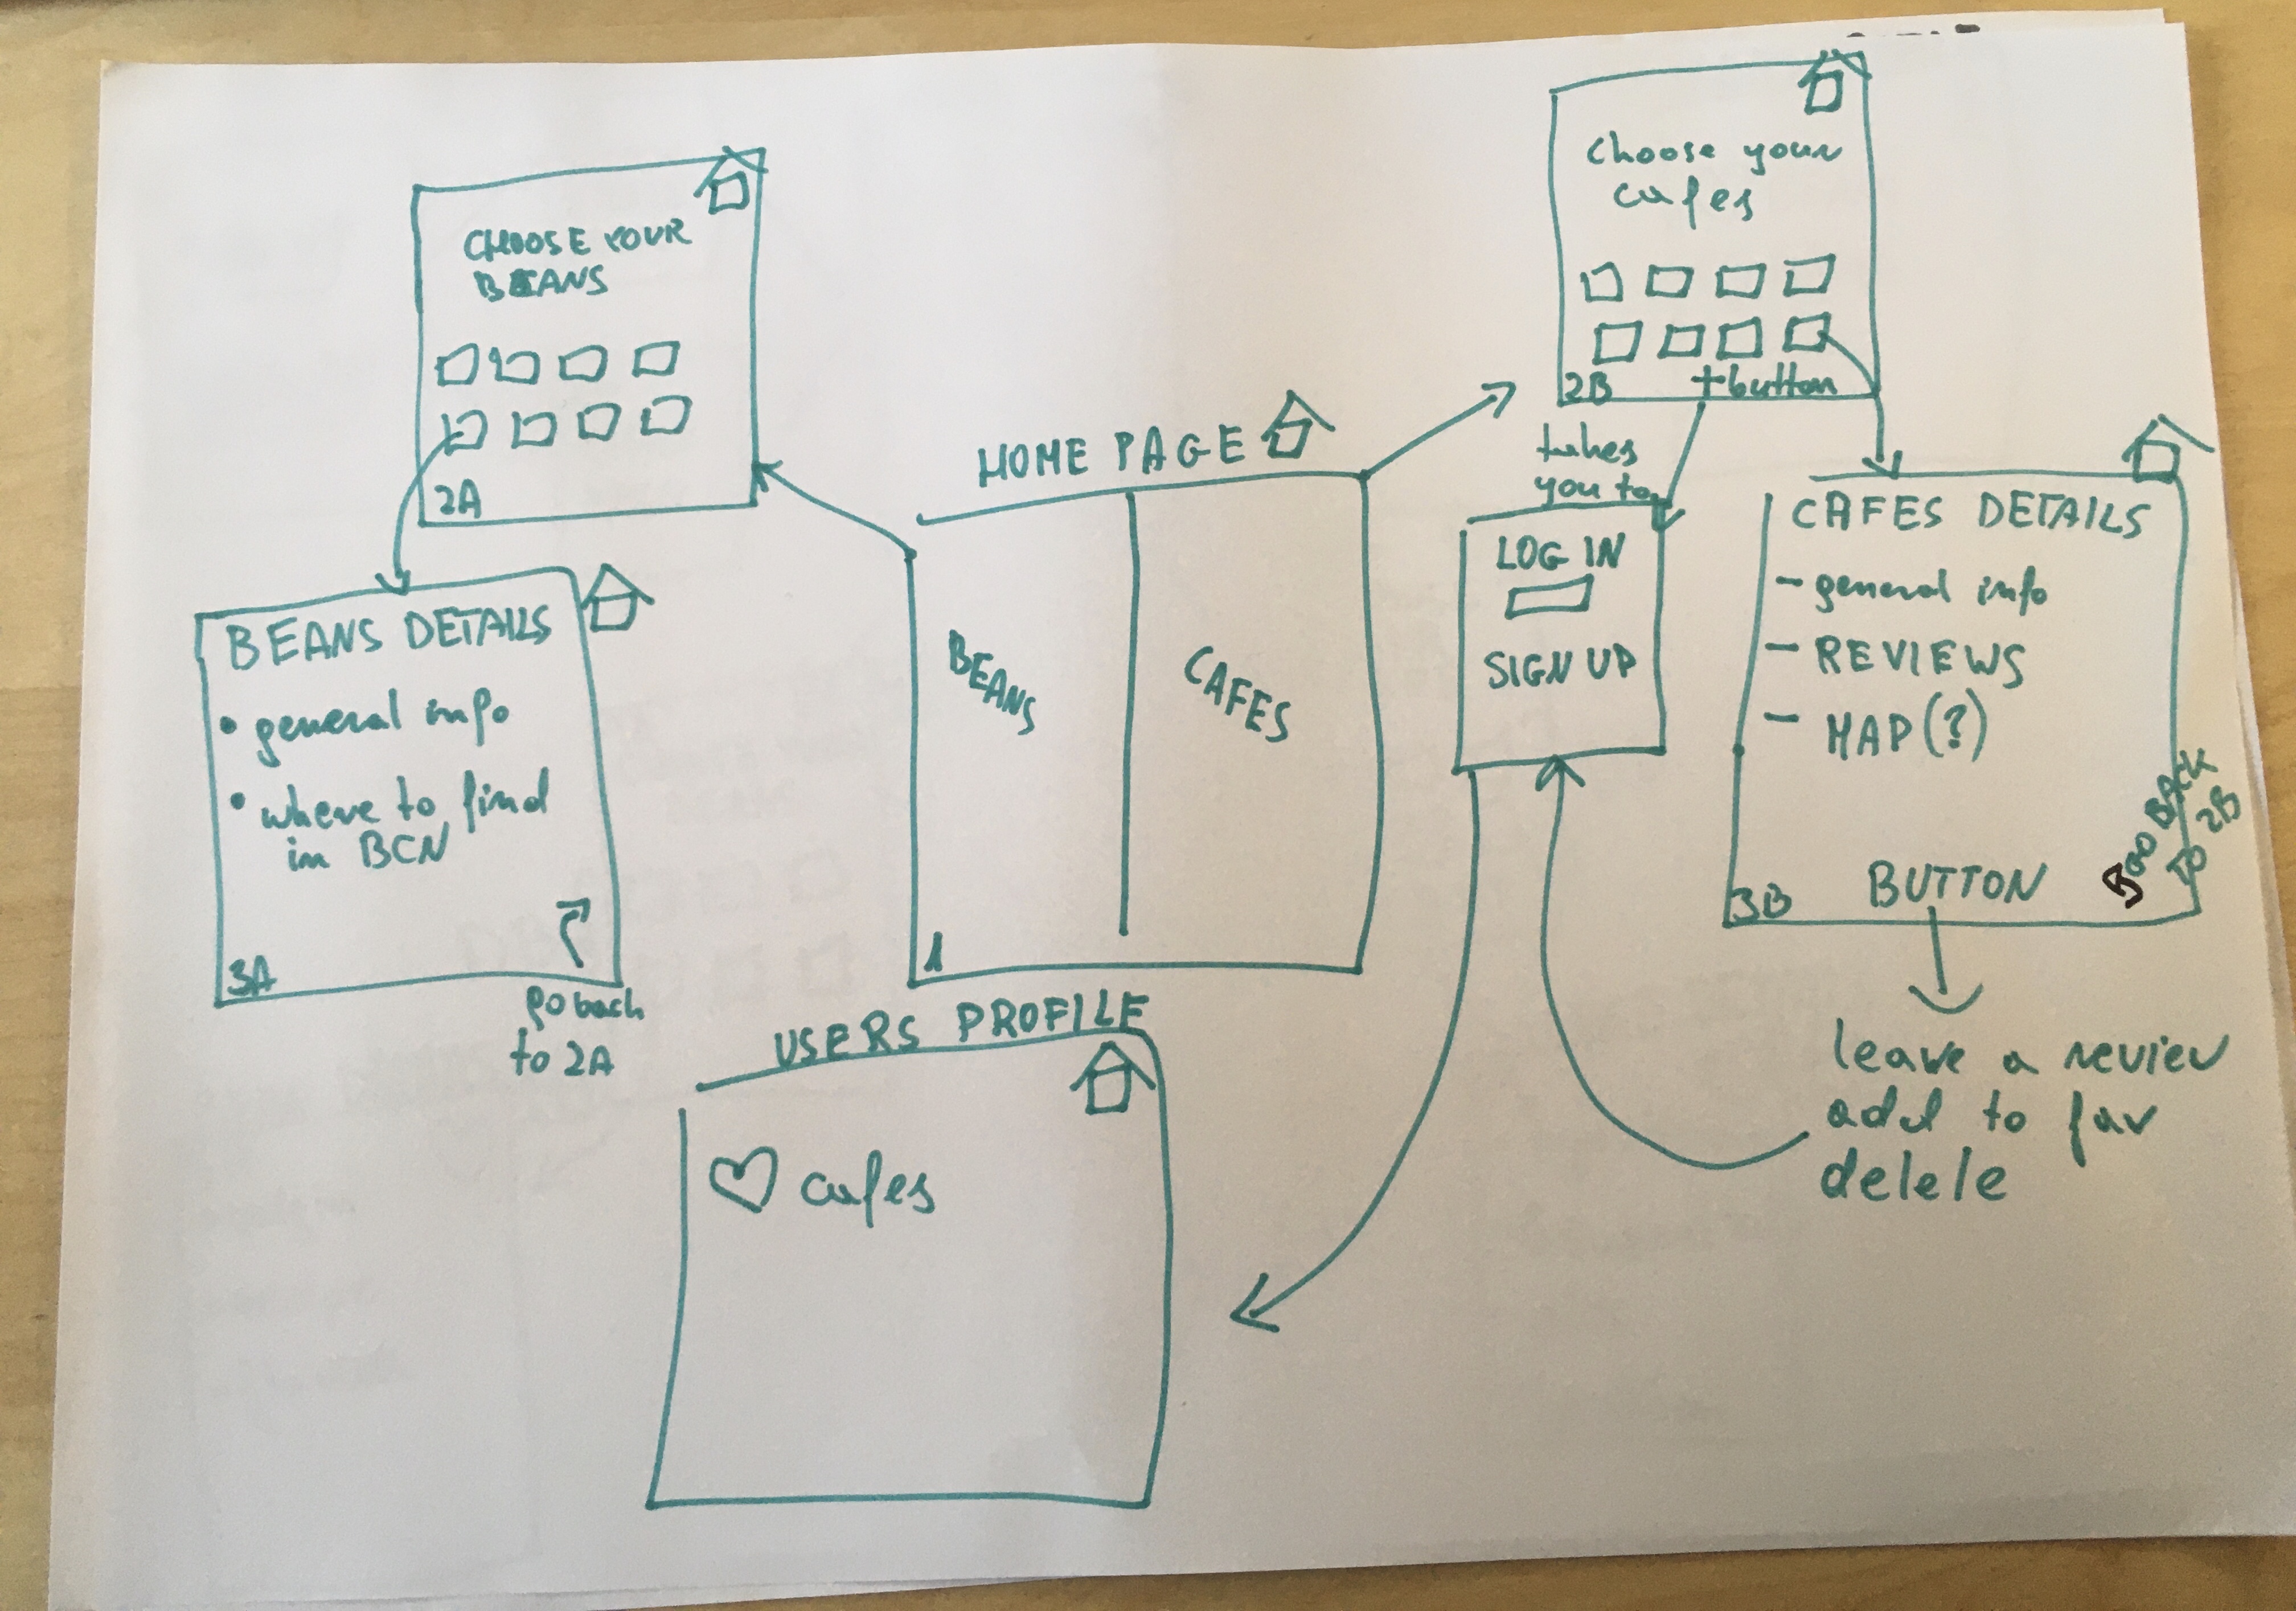 CHOOSE YOUR
BEANS
2A
BEANS DETAILS
• general info
• where to find
in BCN
3A
go back
to 2A
HOME PAGE
BEANS
CAFES
1
USERS PROFILE
cafes
Choose your
cafes
2B
+button
takes
you to
LOG IN
SIGN UP
CAFES DETAILS
- general info
- REVIEWS
- MAP(?)
BUTTON
3B
GO BACK
TO 2B
leave a review
add to fav
delele